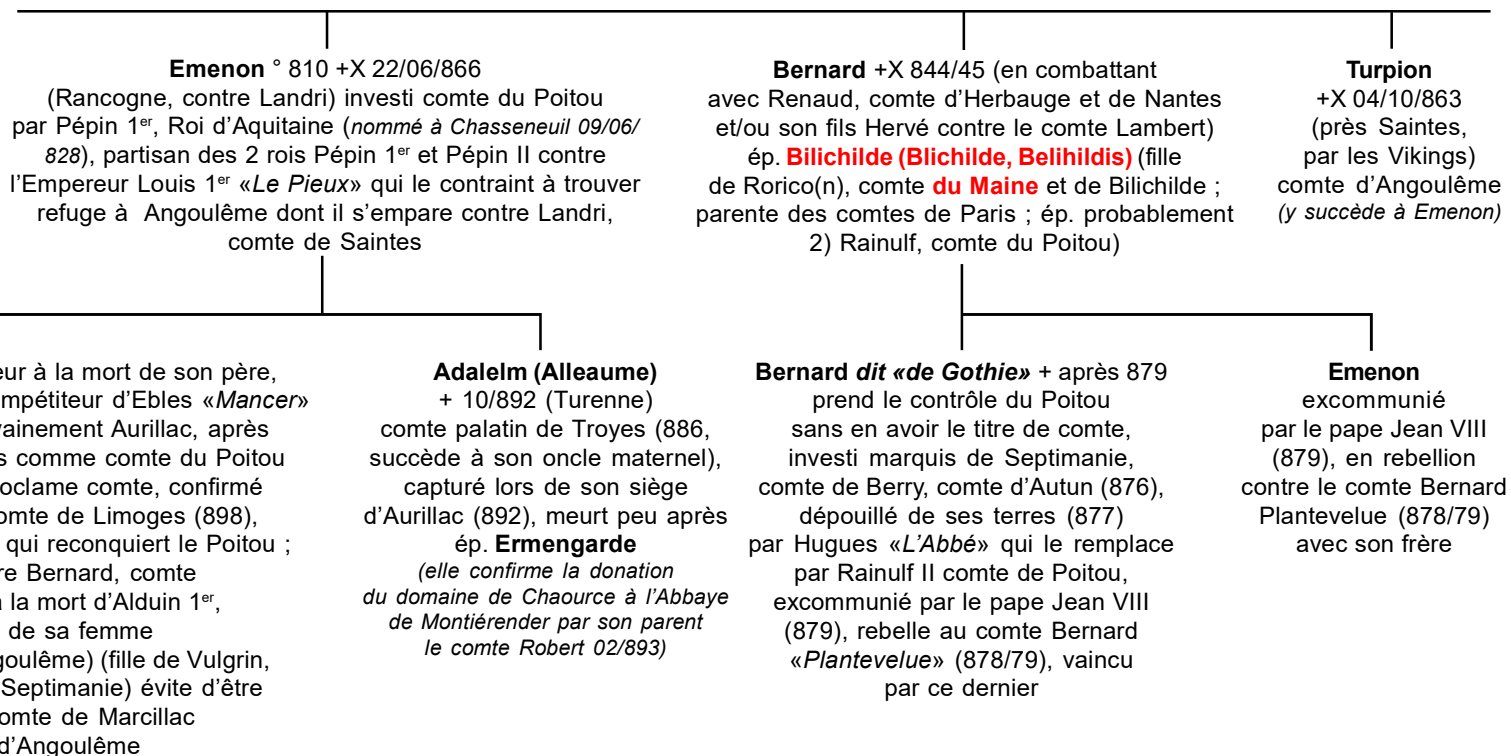 Emenon ° 810 +X 22/06/866
(Rancogne, contre Landri) investi comte du Poitou
par Pépin 1er, Roi d'Aquitaine (nommé à Chasseneuil 09/06/
828), partisan des 2 rois Pépin 1er et Pépin II contre
l'Empereur Louis 1er «Le Pieux» qui le contraint à trouver
refuge à Angoulême dont il s'empare contre Landri,
comte de Saintes
Bernard +X 844/45 (en combattant
avec Renaud, comte d'Herbauge et de Nantes
et/ou son fils Hervé contre le comte Lambert)
ép. Bilichilde (Blichilde, Belihildis) (fille
de Rorico(n), comte du Maine et de Bilichilde ;
parente des comtes de Paris ; ép. probablement
2) Rainulf, comte du Poitou)
Turpion
+X 04/10/863
(près Saintes,
par les Vikings)
comte d'Angoulême
(y succède à Emenon)
eur à la mort de son père,
mpétiteur d'Ebles «Mancer»
vainement Aurillac, après
s comme comte du Poitou
oclame comte, confirmé
omte de Limoges (898),
qui reconquiert le Poitou ;
re Bernard, comte
à la mort d'Alduin 1er,
de sa femme
goulême) (fille de Vulgrin,
Septimanie) évite d'être
omte de Marcillac
d'Angoulême
Adalelm (Alleaume)
+ 10/892 (Turenne)
comte palatin de Troyes (886,
succède à son oncle maternel),
capturé lors de son siège
d'Aurillac (892), meurt peu après
ép. Ermengarde
(elle confirme la donation
du domaine de Chaource à l'Abbaye
de Montiérender par son parent
le comte Robert 02/893)
Bernard dit «de Gothie» + après 879
prend le contrôle du Poitou
sans en avoir le titre de comte,
investi marquis de Septimanie,
comte de Berry, comte d'Autun (876),
dépouillé de ses terres (877)
par Hugues «L'Abbé» qui le remplace
par Rainulf II comte de Poitou,
excommunié par le pape Jean VIII
(879), rebelle au comte Bernard
«Plantevelue» (878/79), vaincu
par ce dernier
Emenon
excommunié
par le pape Jean VIII
(879), en rebellion
contre le comte Bernard
Plantevelue (878/79)
avec son frère